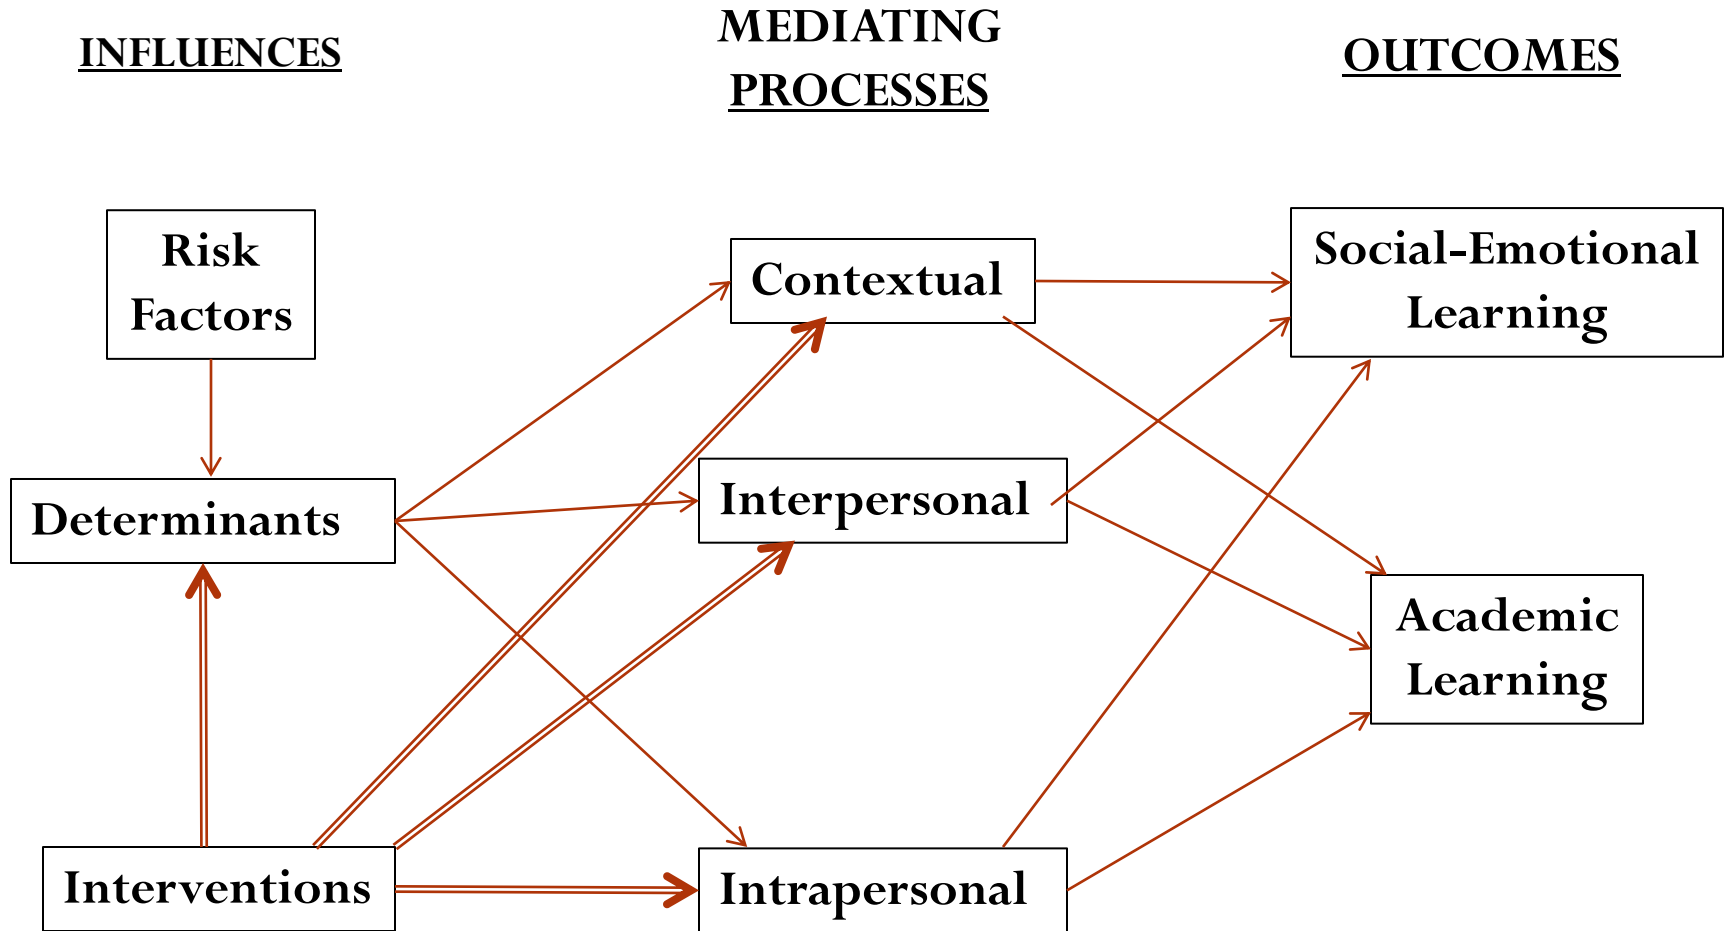 INFLUENCES
MEDIATING
PROCESSES
OUTCOMES
Risk
Factors
Determinants
Interventions
Contextual
Interpersonal
Intrapersonal
Social-Emotional
Learning
Academic
Learning